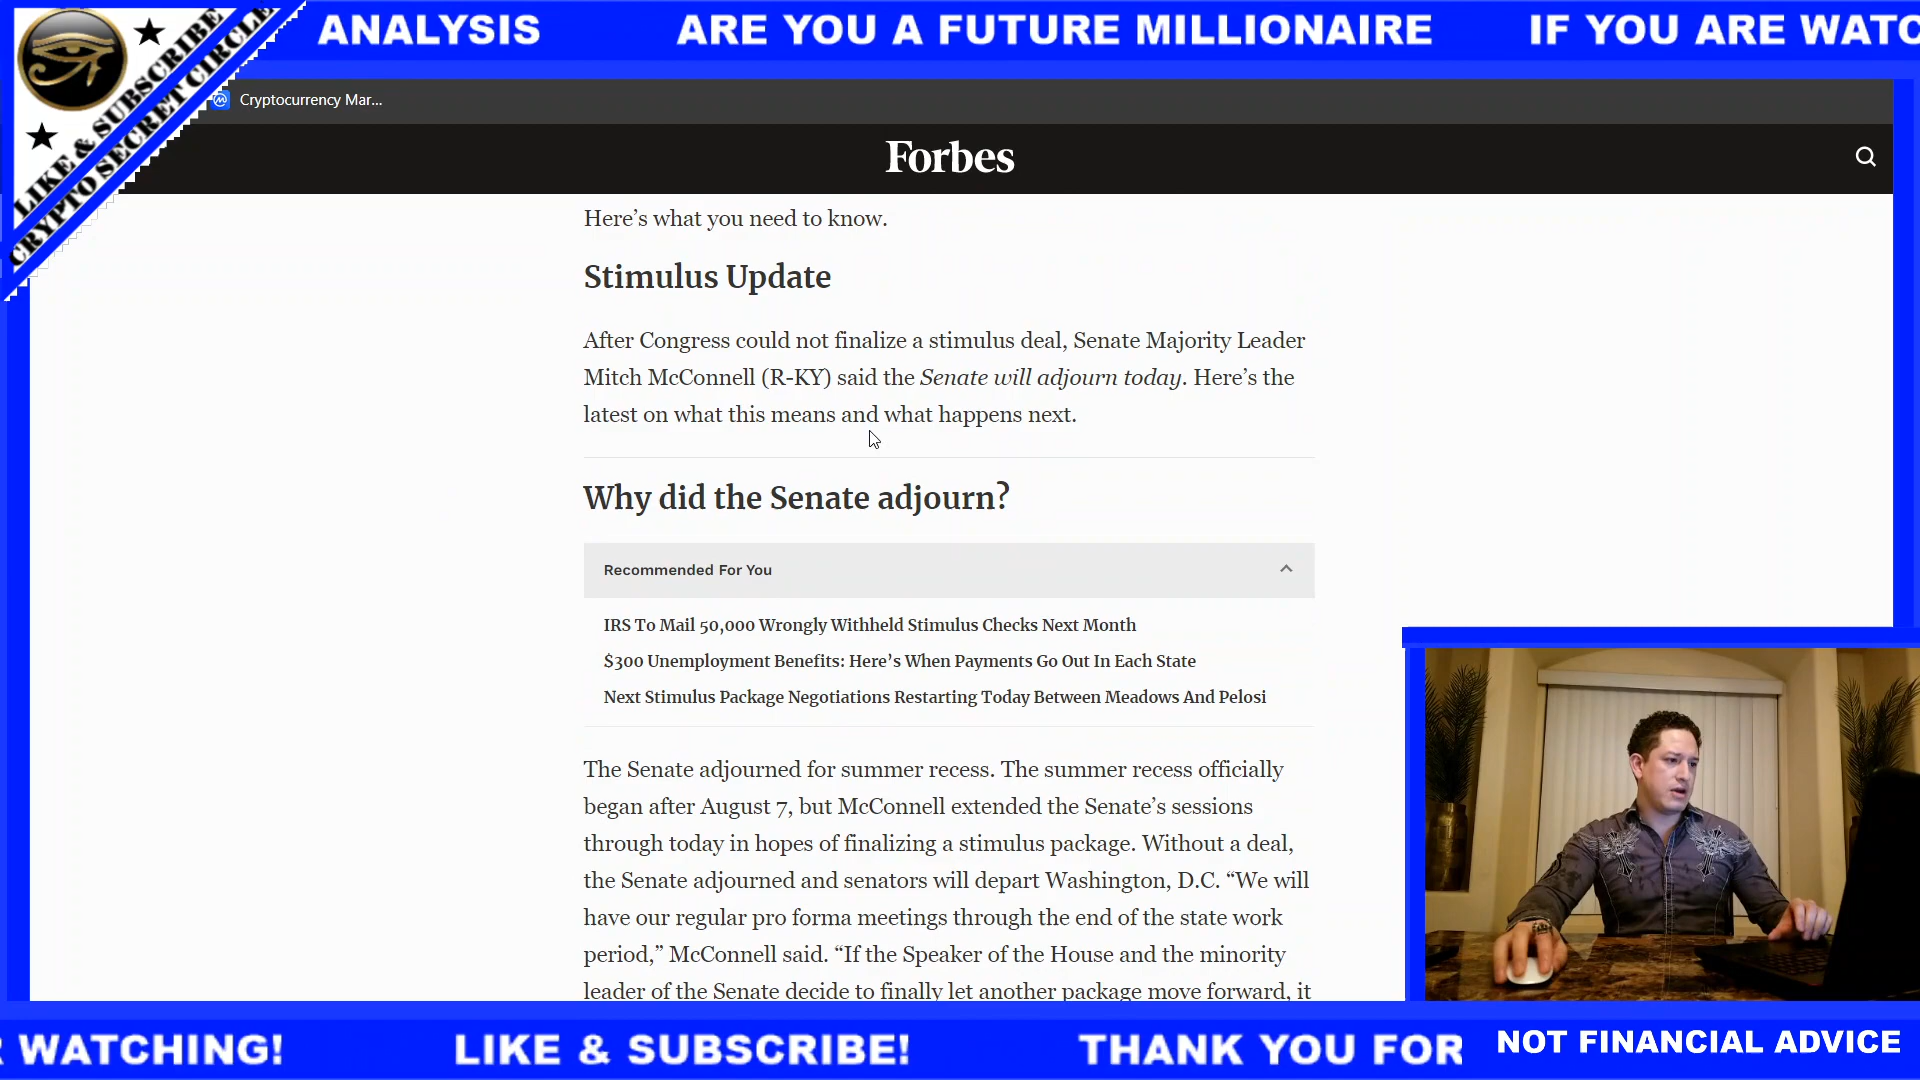 ANALYSIS ARE YOU A FUTURE MILLIONAIRE IF YOU ARE WATC
LIKE & SUBSCRIBE
CRYPTO SECRET CIRCLE
Cryptocurrency Mar...
Forbes
Here’s what you need to know.
Stimulus Update
After Congress could not finalize a stimulus deal, Senate Majority Leader
Mitch McConnell (R-KY) said the Senate will adjourn today. Here’s the
latest on what this means and what happens next.
Why did the Senate adjourn?
Recommended For You
IRS To Mail 50,000 Wrongly Withheld Stimulus Checks Next Month
$300 Unemployment Benefits: Here’s When Payments Go Out In Each State
Next Stimulus Package Negotiations Restarting Today Between Meadows And Pelosi
The Senate adjourned for summer recess. The summer recess officially
began after August 7, but McConnell extended the Senate’s sessions
through today in hopes of finalizing a stimulus package. Without a deal,
the Senate adjourned and senators will depart Washington, D.C. “We will
have our regular pro forma meetings through the end of the state work
period,” McConnell said. “If the Speaker of the House and the minority
leader of the Senate decide to finally let another package move forward, it
R WATCHING! LIKE & SUBSCRIBE! THANK YOU FOR NOT FINANCIAL ADVICE